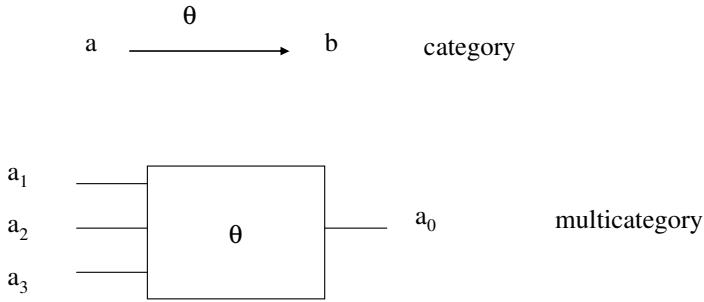 θ
a b category
a₁
a₂ θ a₀ multicategory
a₃